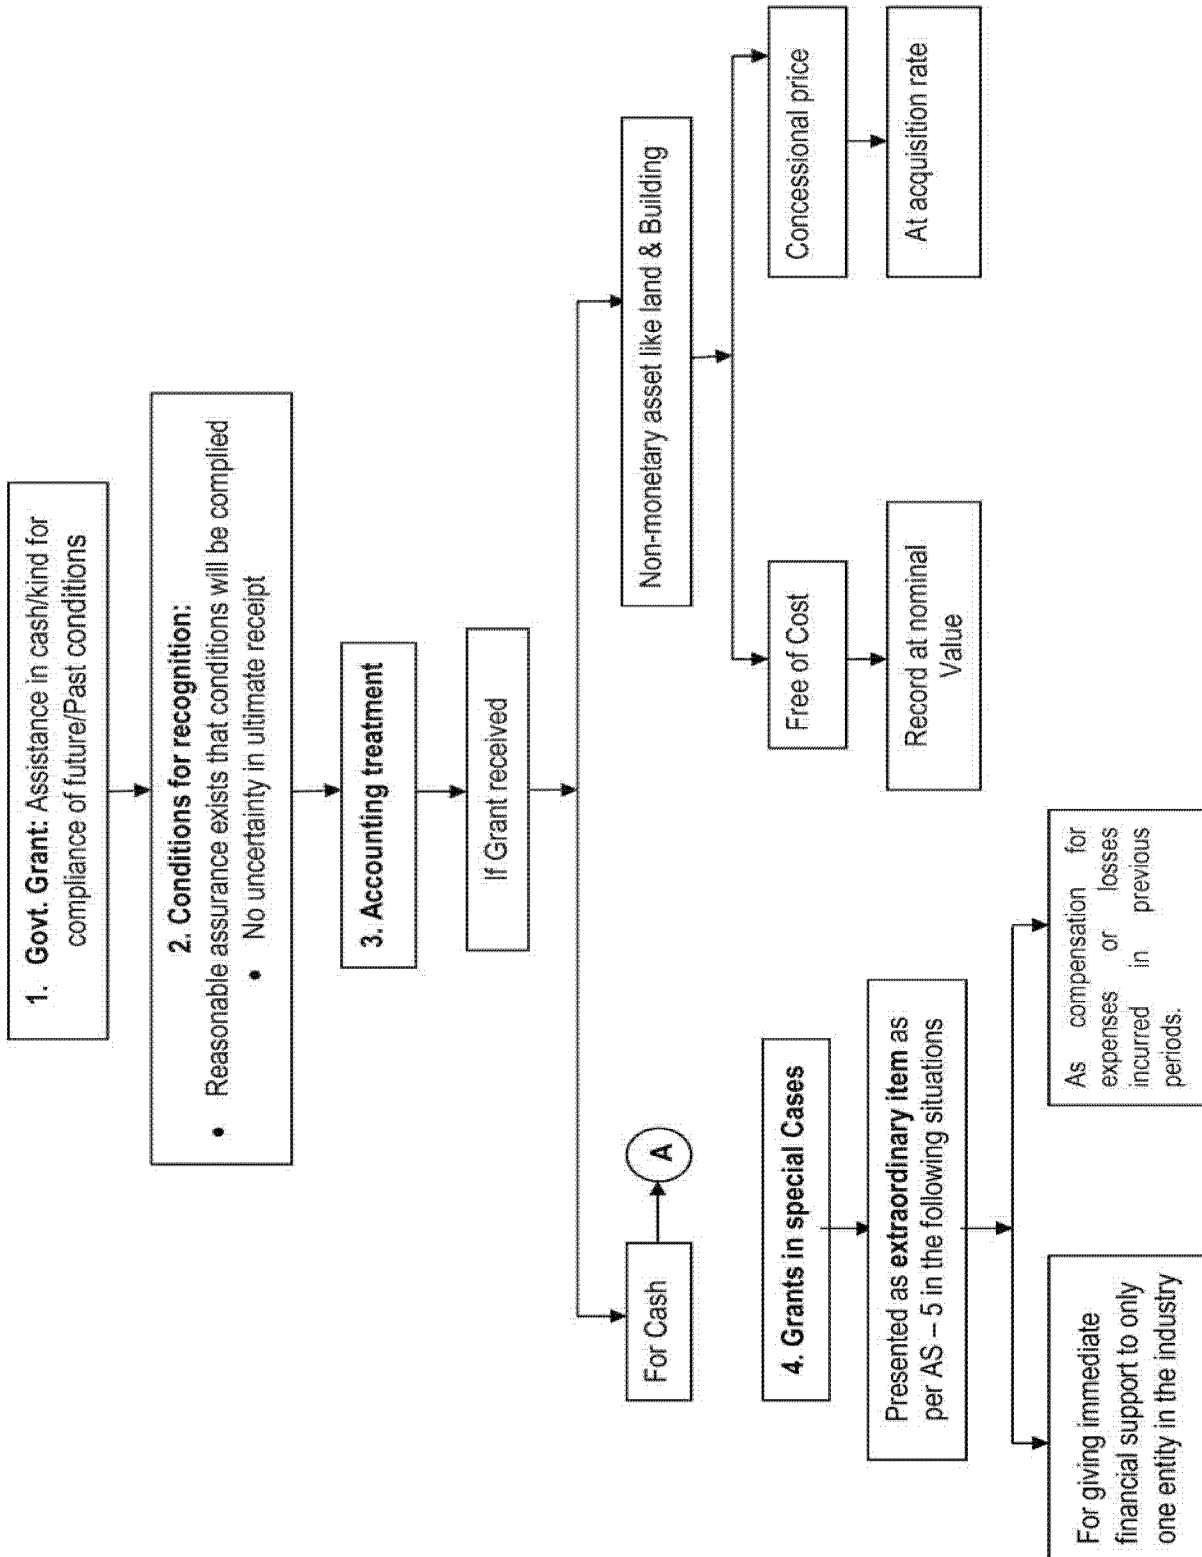 1. Govt. Grant: Assistance in cash/kind for
compliance of future/Past conditions
2. Conditions for recognition:
• Reasonable assurance exists that conditions will be complied
• No uncertainty in ultimate receipt
3. Accounting treatment
If Grant received
For Cash
A
Non-monetary asset like land & Building
Free of Cost
Record at nominal
Value
Concessional price
At acquisition rate
4. Grants in special Cases
Presented as extraordinary item as
per AS – 5 in the following situations
For giving immediate
financial support to only
one entity in the industry
As compensation for
expenses or losses
incurred in previous
periods.